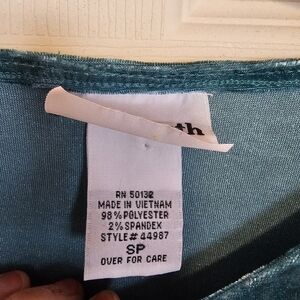 th
RN 50132
MADE IN VIETNAM
98%POLYESTER
2%SPANDEX
STYLE# 44987
SP
OVER FOR CARE